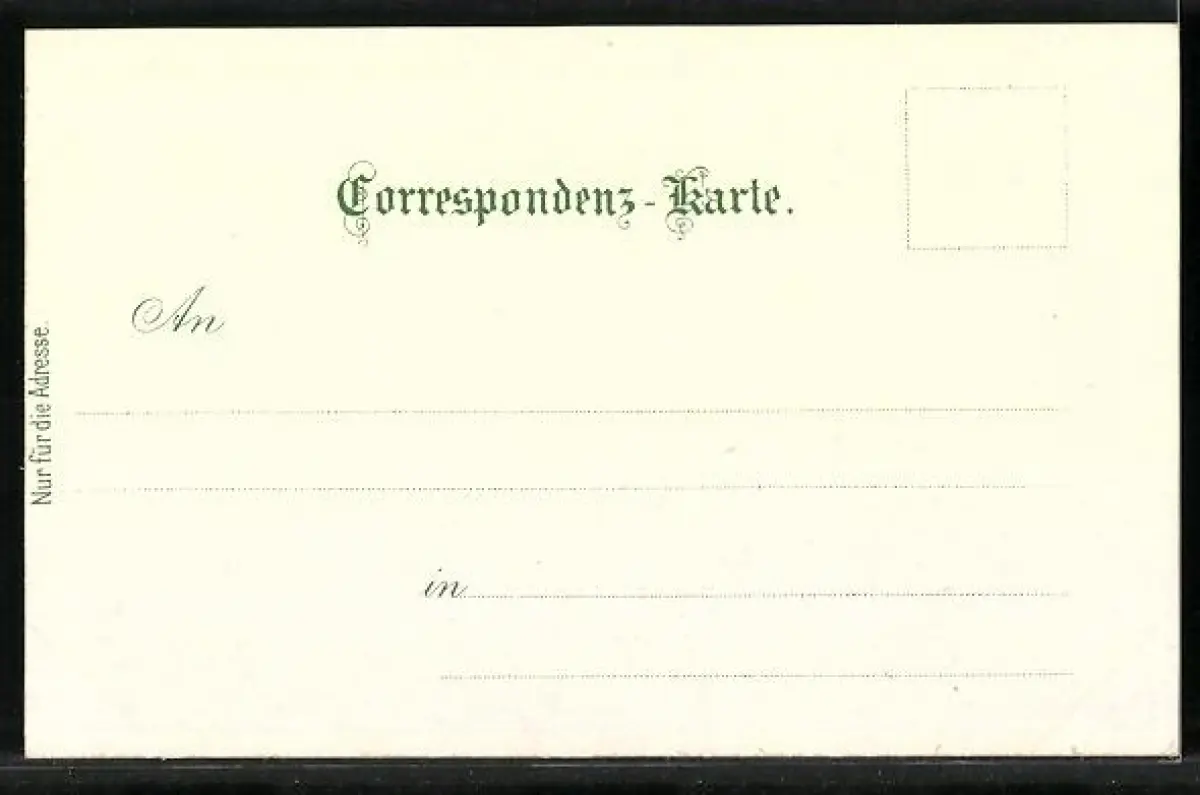 Correspondenz-Karte.
An
in
Nur für die Adresse.